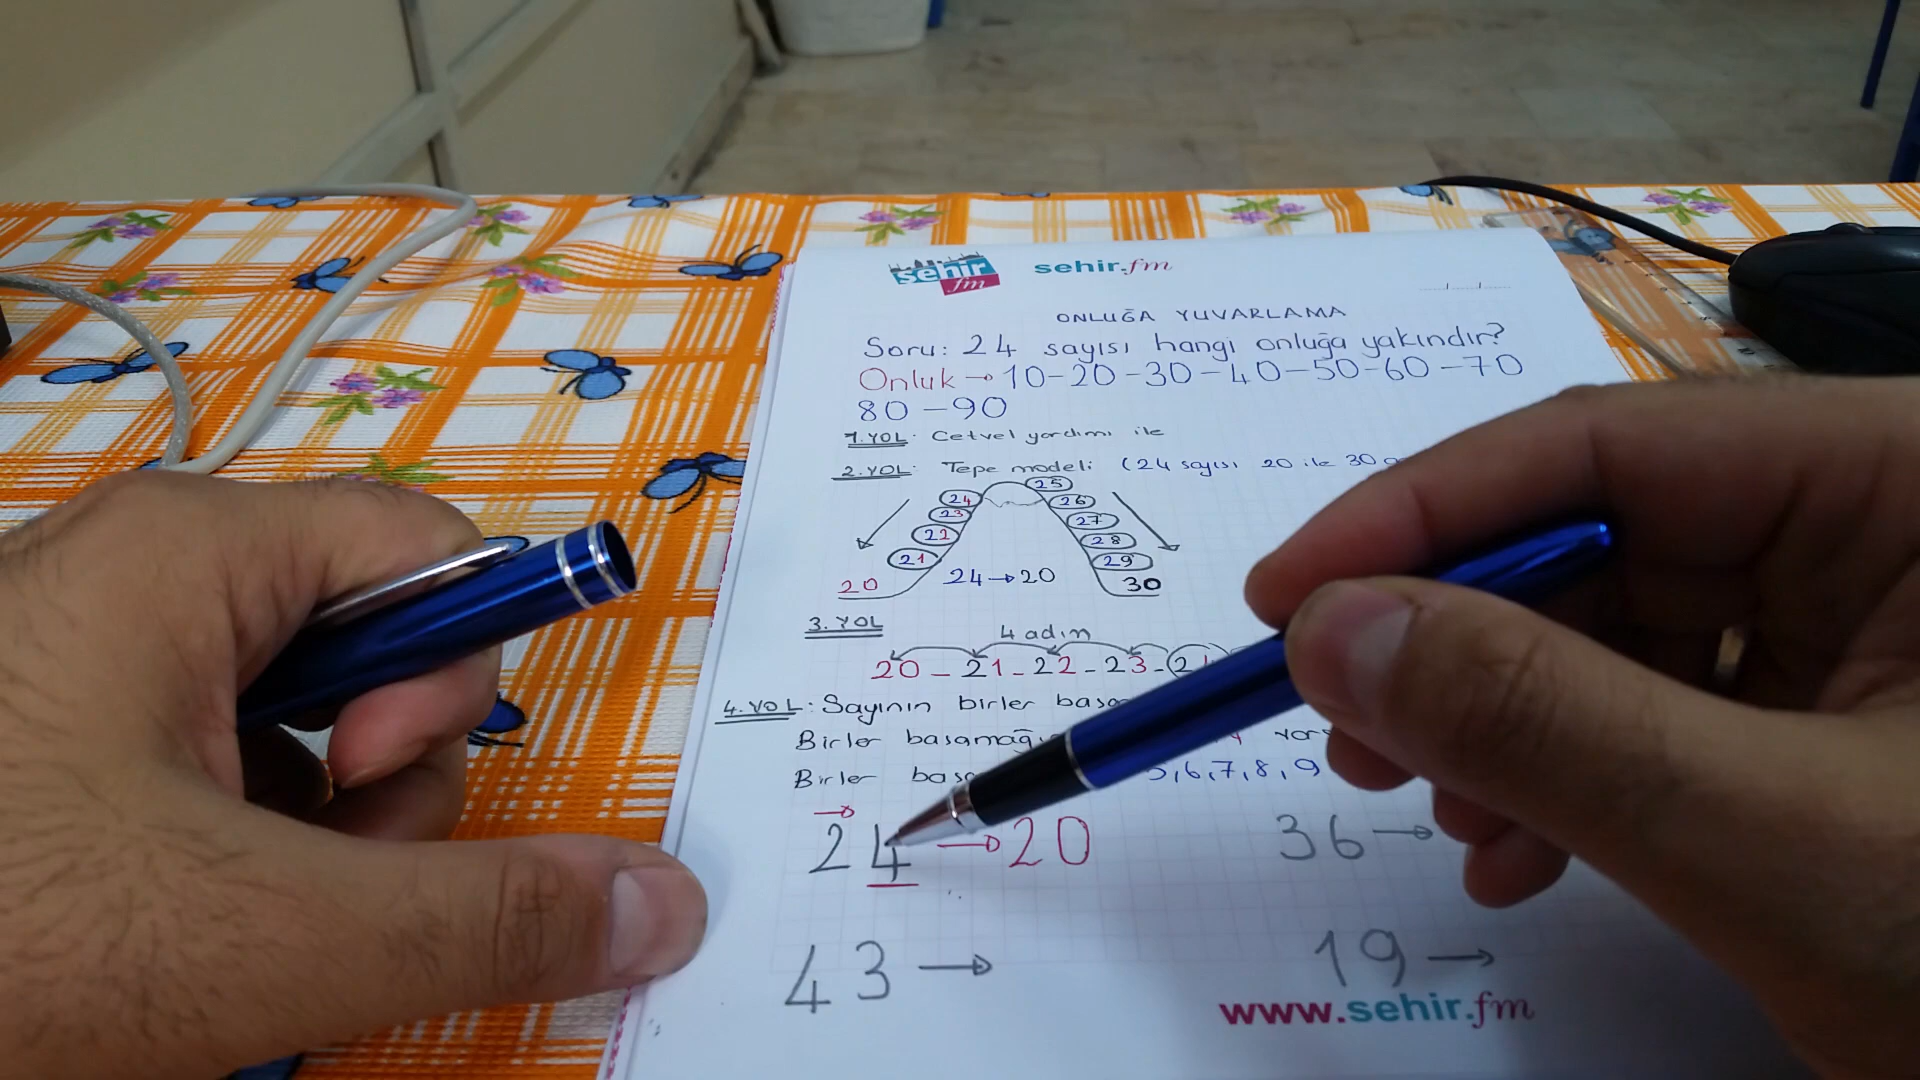 sehir fm sehir.fm
ONLUĞA YUVARLAMA
Soru: 24 sayısı hangi onluğa yakındır?
Onluk → 10-20-30-40-50-60-70
80-90
1.YOL: Cetvel yardımı ile
2.YOL: Tepe modeli (24 sayısı 20 ile 30
24 25
23 26
22 27
28
21 29
20 24→20 30
3.YOL
4 adım
20-21-22-23-
4.YOL: Sayının birler
Birler
Birler 5,6,7,8,9
24 → 20 36 →
43 → 19 →
www.sehir.fm